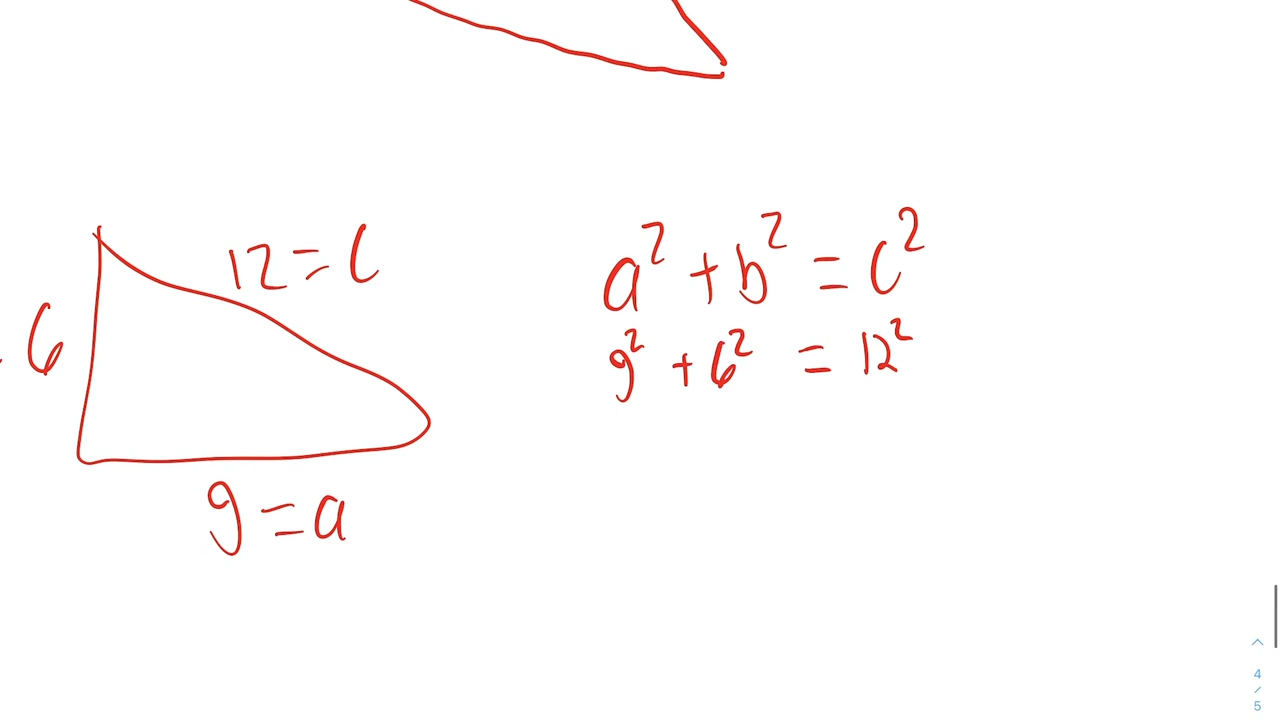 12 = c
6
9 = a
a² + b² = c²
9² + 6² = 12²
4
/
5